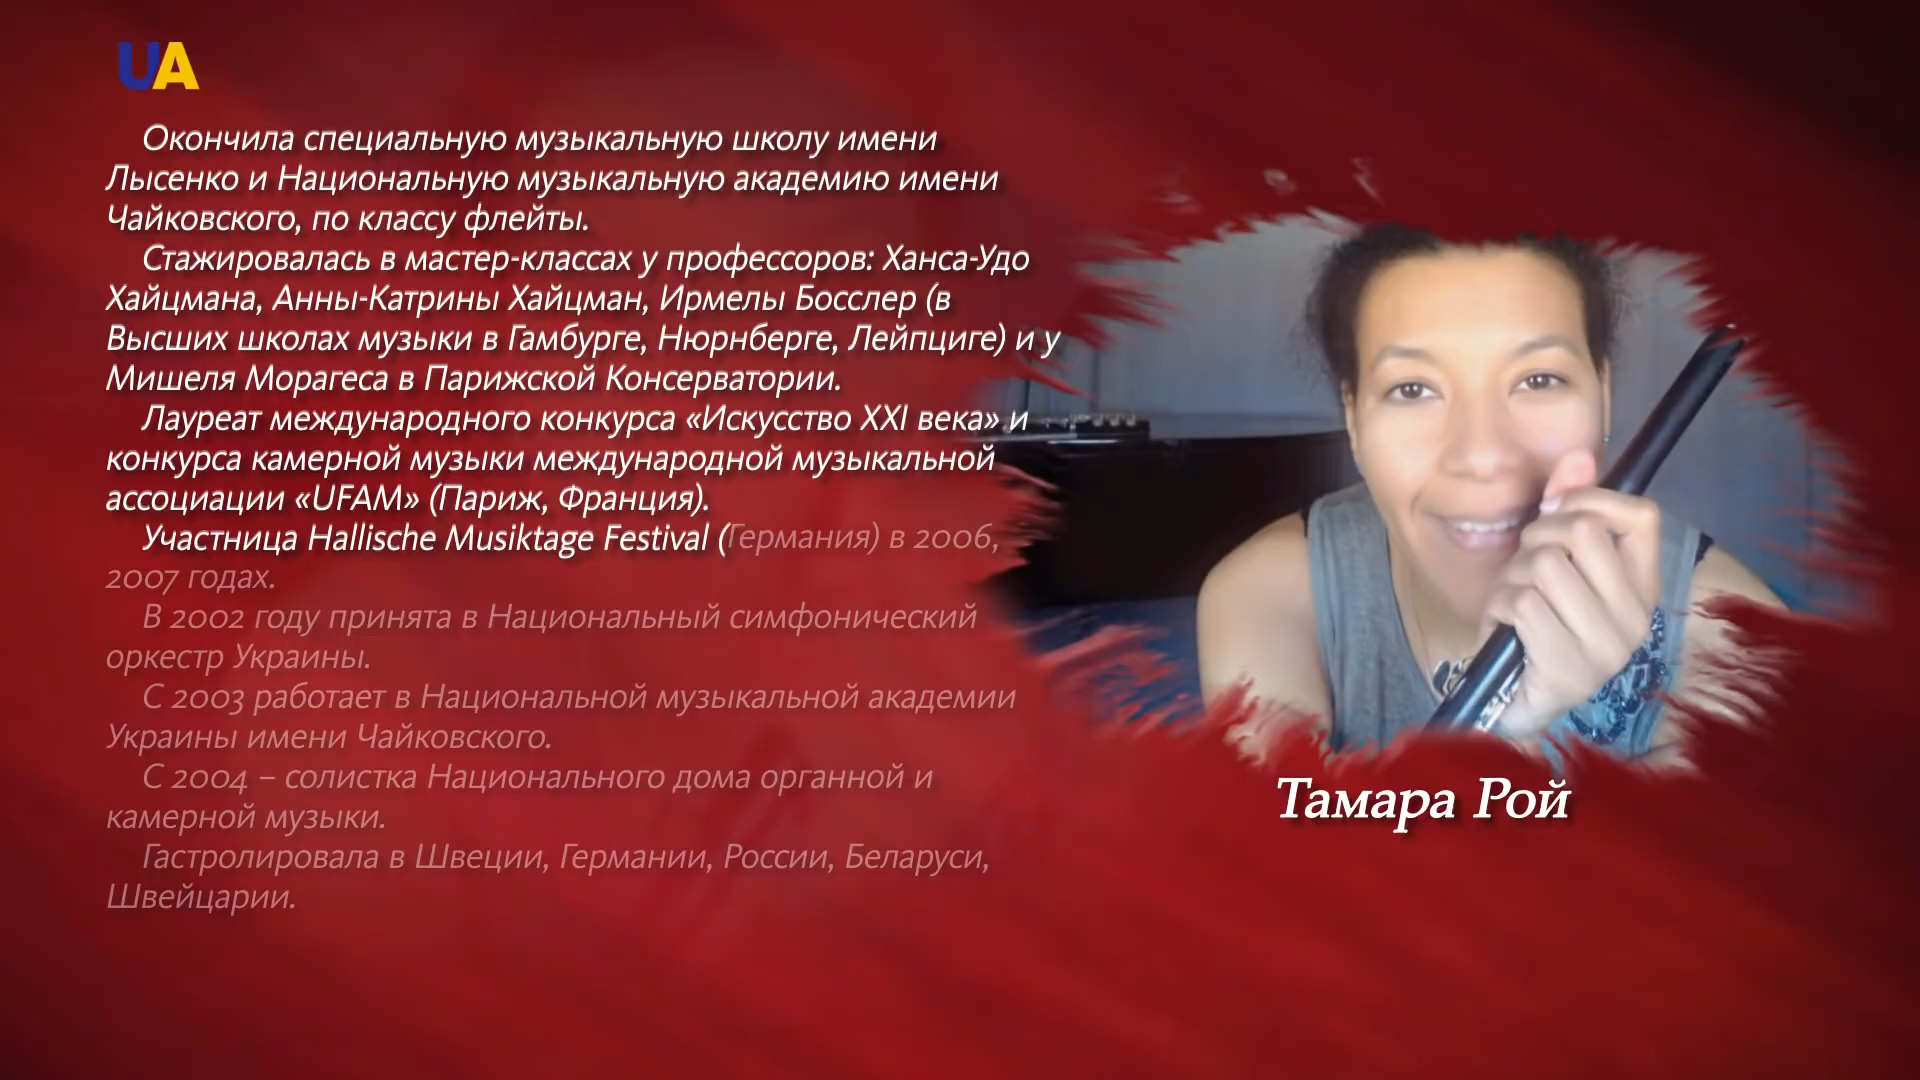 UA
Окончила специальную музыкальную школу имени
Лысенко и Национальную музыкальную академию имени
Чайковского, по классу флейты.
Стажировалась в мастер-классах у профессоров: Ханса-Удо
Хайцмана, Анны-Катрины Хайцман, Ирмелы Босслер (в
Высших школах музыки в Гамбурге, Нюрнберге, Лейпциге) и у
Мишеля Морагеса в Парижской Консерватории.
Лауреат международного конкурса «Искусство XXI века» и
конкурса камерной музыки международной музыкальной
ассоциации «UFAM» (Париж, Франция).
Участница Hallische Musiktage Festival (Германия) в 2006,
2007 годах.
В 2002 году принята в Национальный симфонический
оркестр Украины.
С 2003 работает в Национальной музыкальной академии
Украины имени Чайковского.
С 2004 – солистка Национального дома органной и
камерной музыки.
Гастролировала в Швеции, Германии, России, Беларуси,
Швейцарии.
Тамара Рой